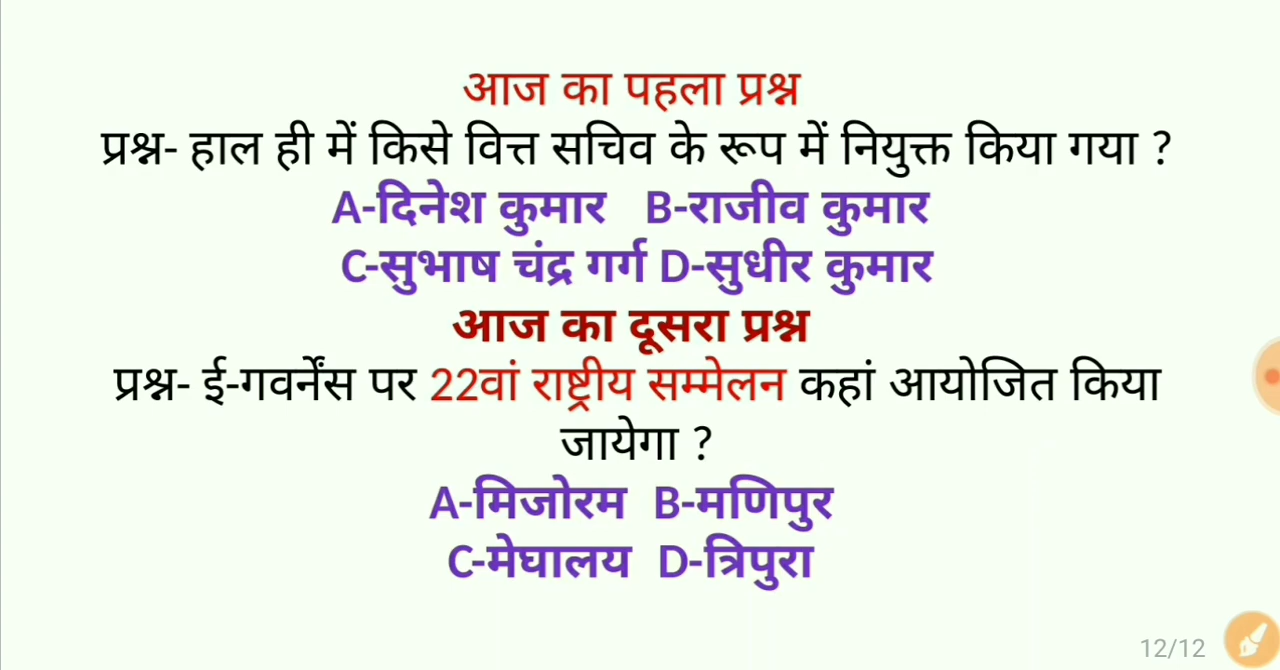 आज का पहला प्रश्न
प्रश्न- हाल ही में किसे वित्त सचिव के रूप में नियुक्त किया गया ?
A-दिनेश कुमार B-राजीव कुमार
C-सुभाष चंद्र गर्ग D-सुधीर कुमार
आज का दूसरा प्रश्न
प्रश्न- ई-गवर्नेंस पर 22वां राष्ट्रीय सम्मेलन कहां आयोजित किया
जायेगा ?
A-मिजोरम B-मणिपुर
C-मेघालय D-त्रिपुरा
12/12